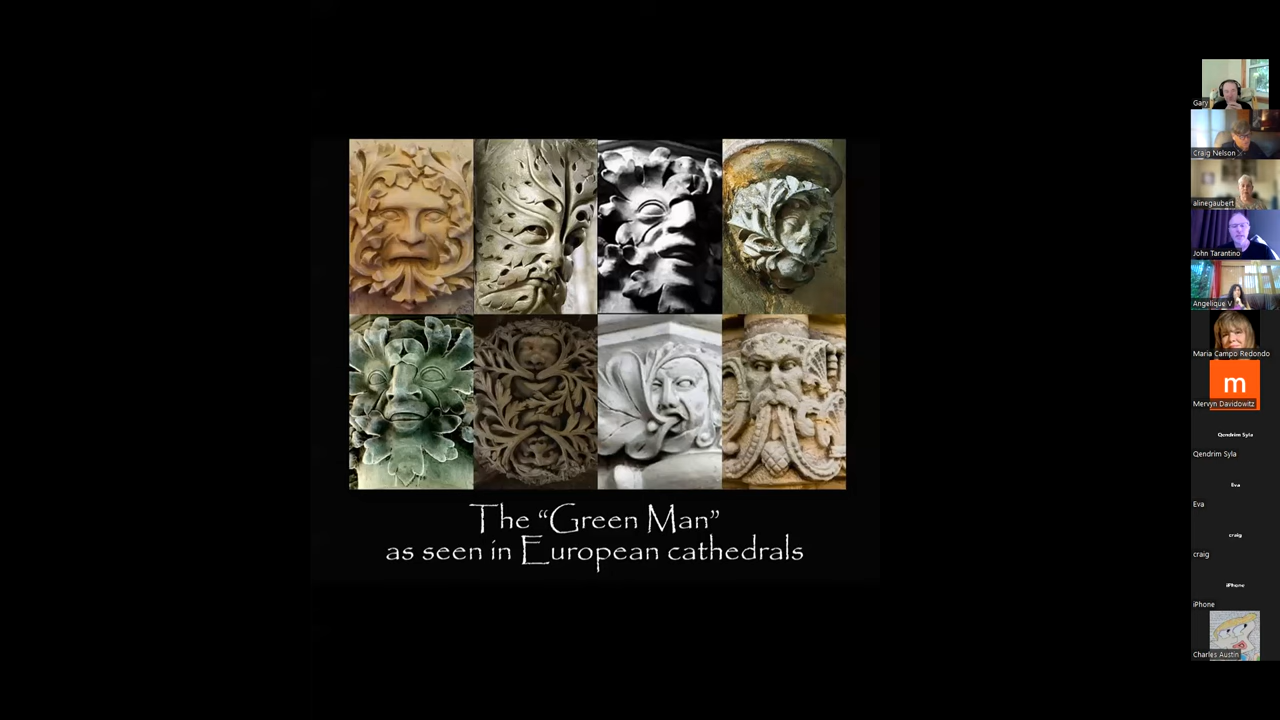 The “Green Man”
as seen in European cathedrals
Gary
Craig Nelson
alinegaubert
John Tarantino
Angelique V
Maria Campo Redondo
m
Mervyn Davidowitz
Qendrim Syla
Qendrim Syla
Eva
Eva
craig
craig
iPhone
iPhone
Charles Austin